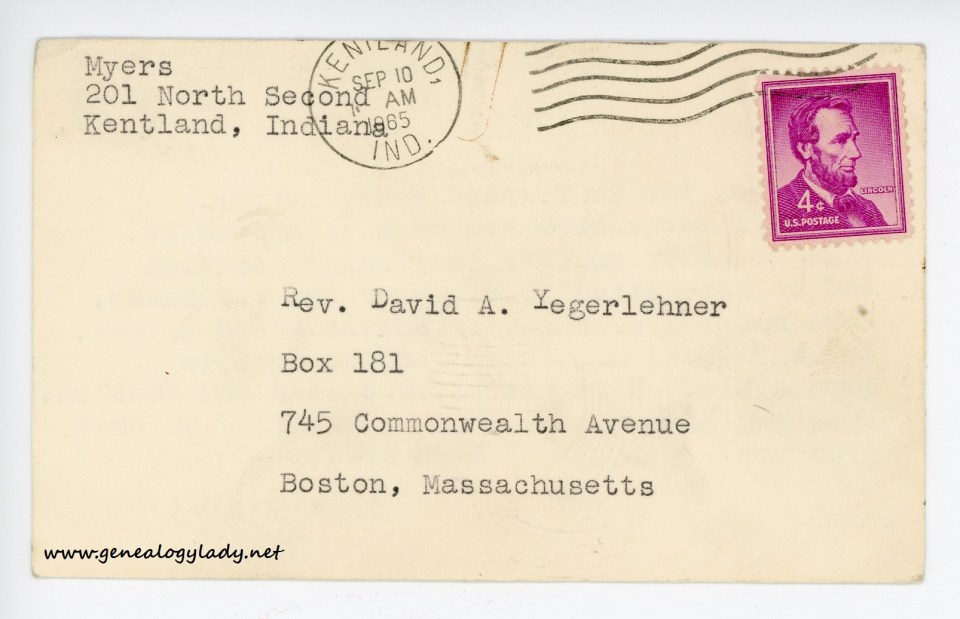 Myers
201 North Second
Kentland, Indiana
KENTLAND,
SEP 10
AM
1965
IND.
LINCOLN
4¢
U.S. POSTAGE
Rev. David A. Yegerlehner
Box 181
745 Commonwealth Avenue
Boston, Massachusetts
www.genealogylady.net